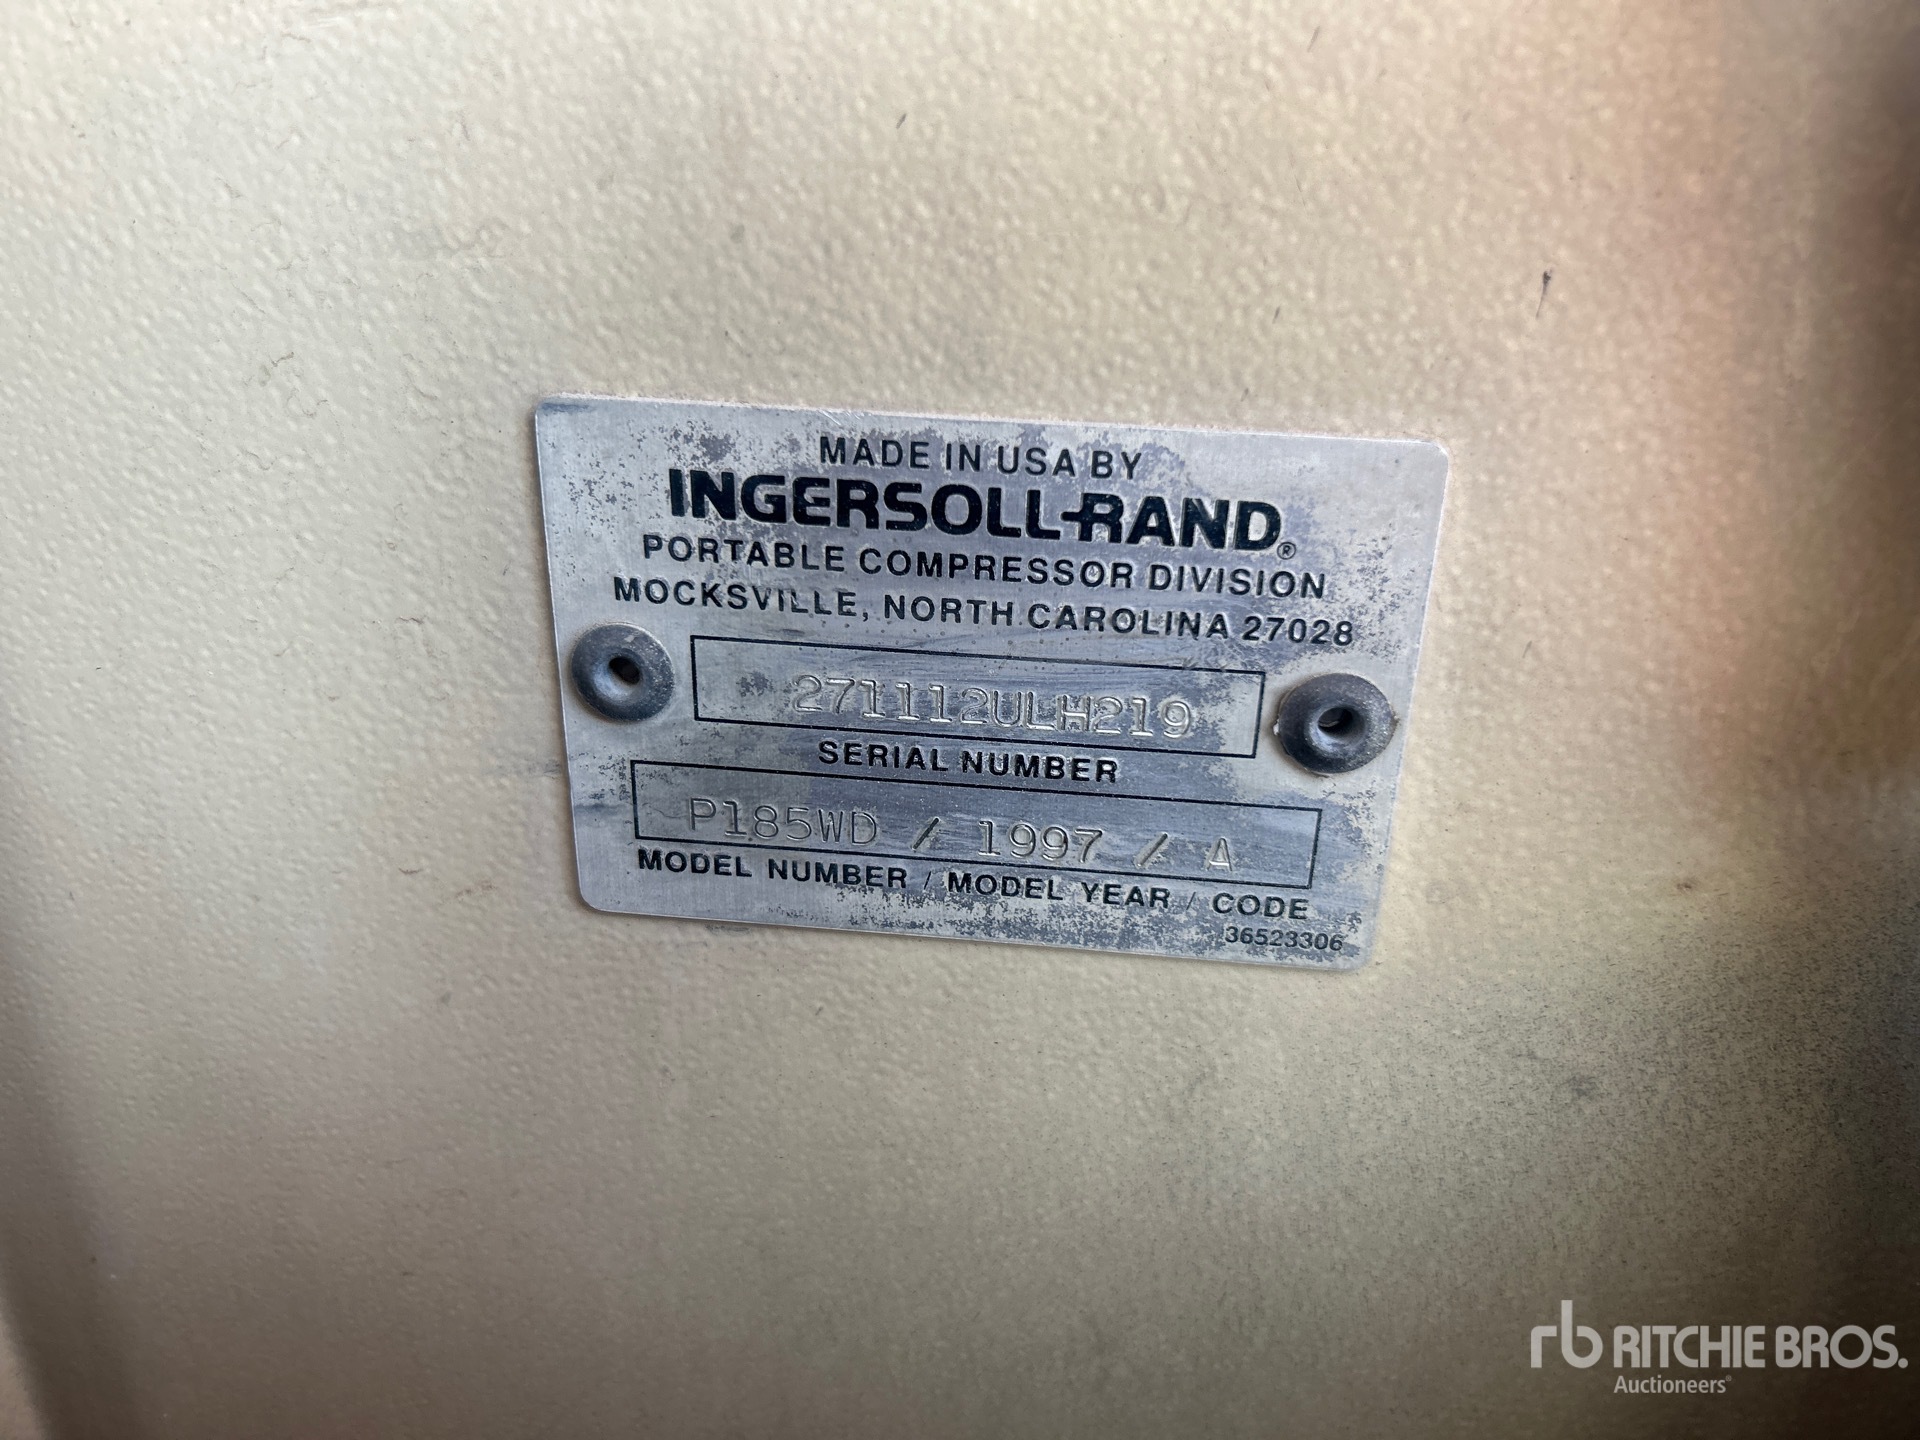 MADE IN USA BY
INGERSOLL-RAND®
PORTABLE COMPRESSOR DIVISION
MOCKSVILLE, NORTH CAROLINA 27028
271112ULH219
SERIAL NUMBER
P185WD / 1997 / A
MODEL NUMBER / MODEL YEAR / CODE
36523306
rb RITCHIE BROS.
Auctioneers®